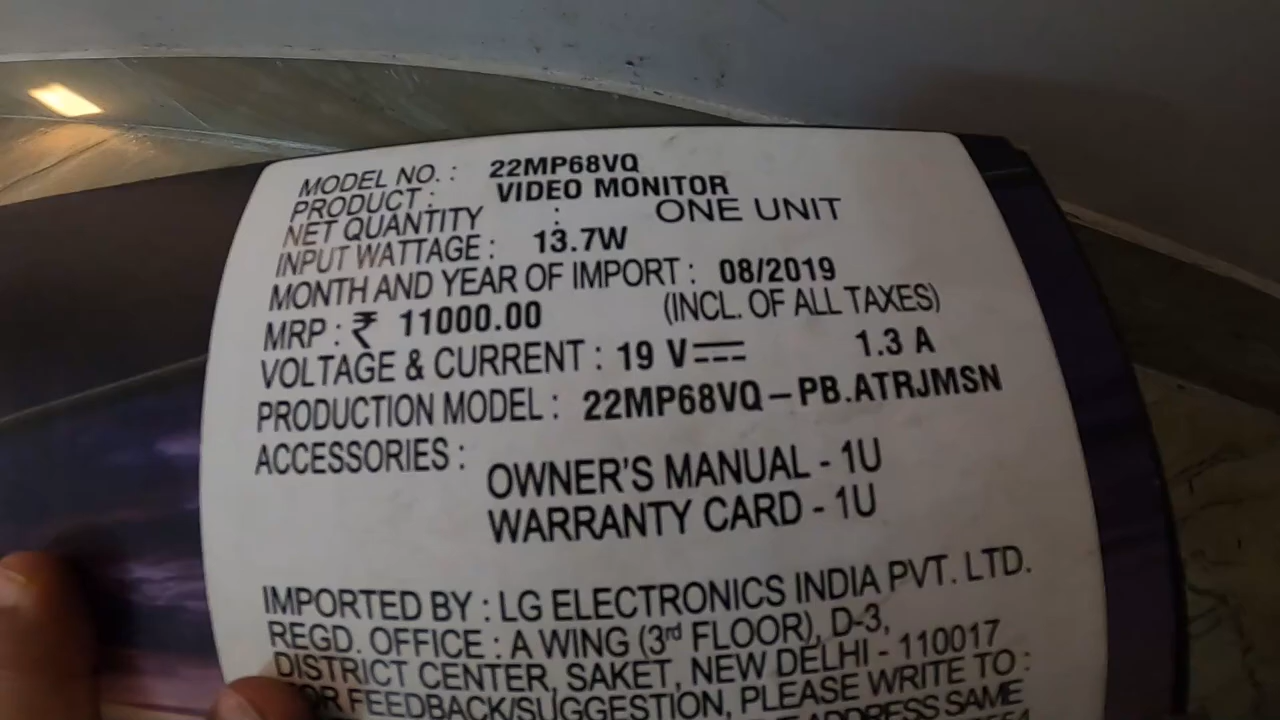 MODEL NO. : 22MP68VQ
PRODUCT : VIDEO MONITOR
NET QUANTITY : ONE UNIT
INPUT WATTAGE : 13.7W
MONTH AND YEAR OF IMPORT : 08/2019
MRP : ₹ 11000.00 (INCL. OF ALL TAXES)
VOLTAGE & CURRENT : 19 V⎓ 1.3 A
PRODUCTION MODEL : 22MP68VQ-PB.ATRJMSN
ACCESSORIES :
OWNER'S MANUAL - 1U
WARRANTY CARD - 1U
IMPORTED BY : LG ELECTRONICS INDIA PVT. LTD.
REGD. OFFICE : A WING (3rd FLOOR), D-3,
DISTRICT CENTER, SAKET, NEW DELHI - 110017
FEEDBACK/SUGGESTION, PLEASE WRITE TO :
ADDRESS SAME